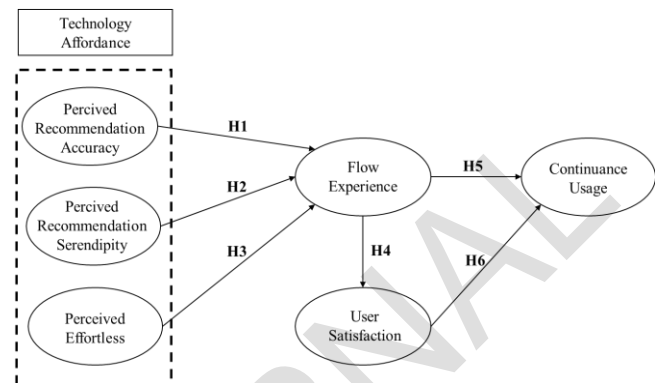 Technology
Affordance
Percived
Recommendation
Accuracy
H1
Flow
Experience
H5
Continuance
Usage
H2
Percived
Recommendation
Serendipity
H3
H4
H6
Perceived
Effortless
User
Satisfaction
RNAL